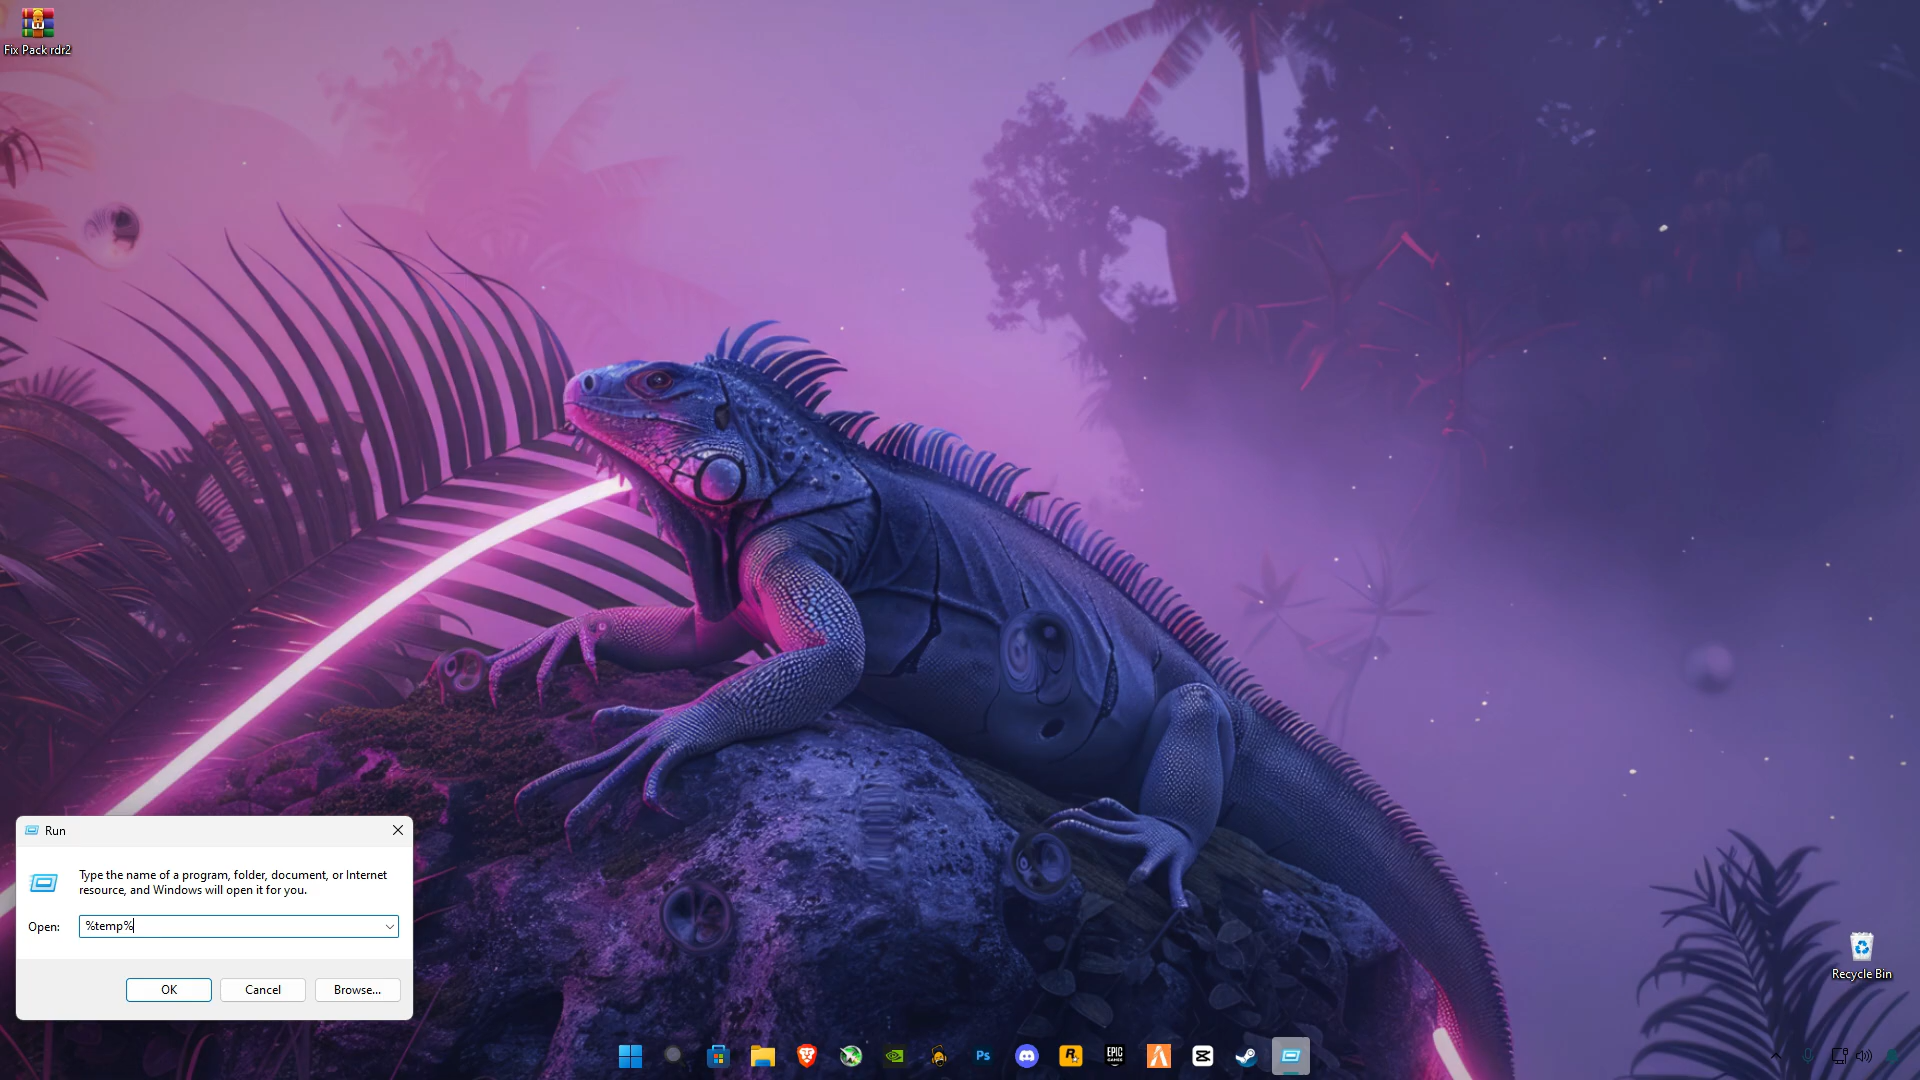 Fix Pack rdr2
Run
Type the name of a program, folder, document, or Internet
resource, and Windows will open it for you.
Open:
%temp%
OK
Cancel
Browse...
Recycle Bin
Ps
R
EPIC
GAMES